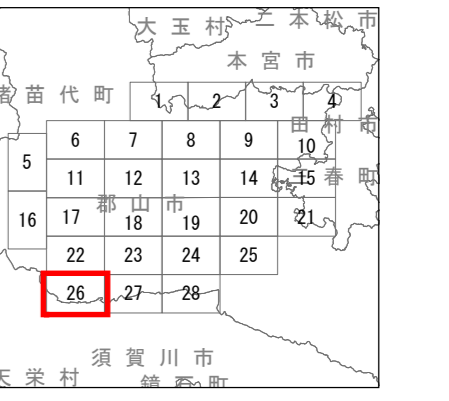 大玉村 二本松市
本宮市
猪苗代町
1 2 3 4
田村市
5 6 7 8 9 10
11 12 13 14 15
三春町
郡山市
16 17 18 19 20 21
22 23 24 25
26 27 28
須賀川市
天栄村 鏡石町